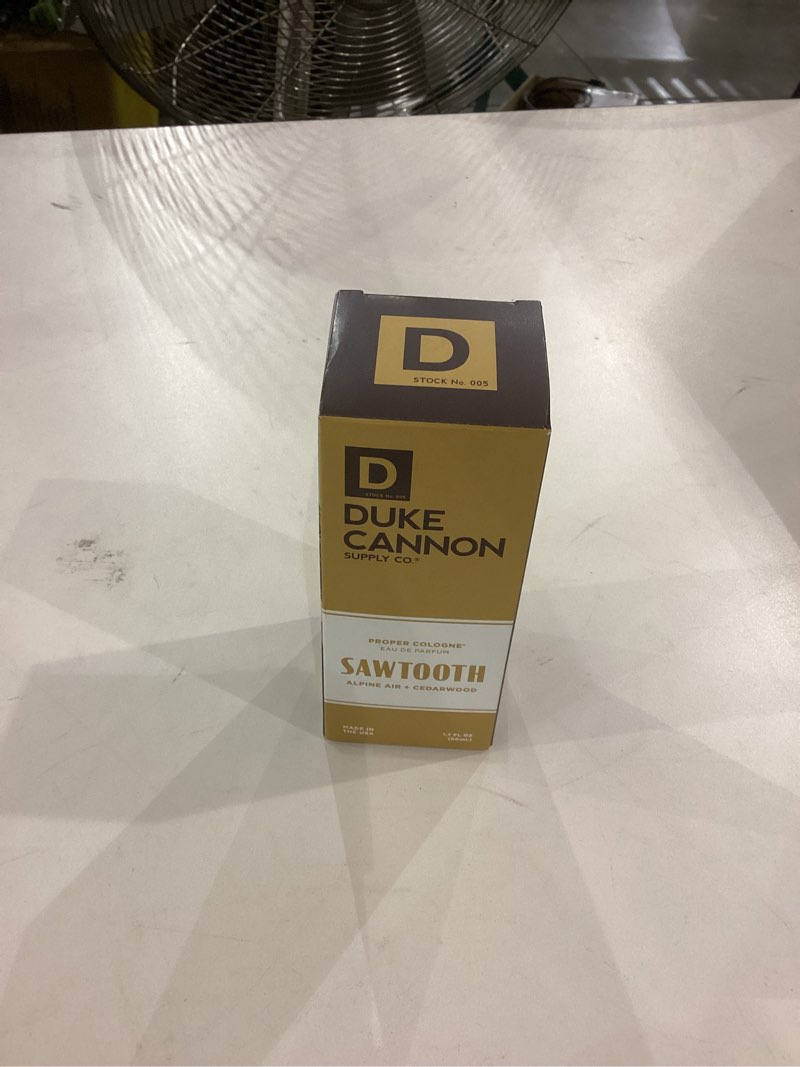 D
STOCK No. 005
D
STOCK No. 005
DUKE
CANNON
SUPPLY CO.®
PROPER COLOGNE®
EAU DE PARFUM
SAWTOOTH
ALPINE AIR + CEDARWOOD
MADE IN
THE USA
1.7 FL OZ
(50mL)